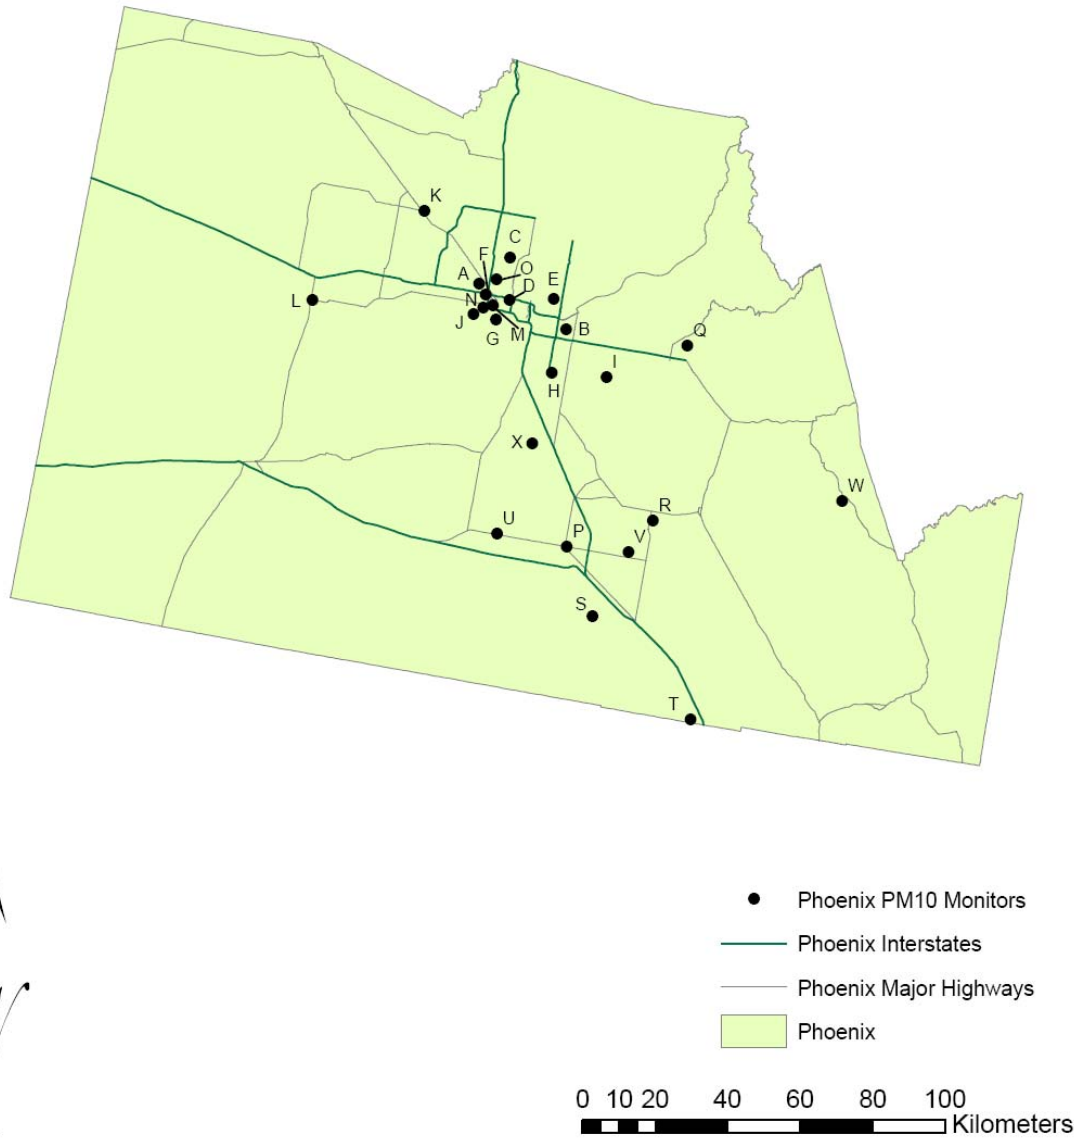 K
C
F
A
O
E
D
L
N
J
M
B
G
Q
I
H
X
W
R
U
P
V
S
T
Phoenix PM10 Monitors
Phoenix Interstates
Phoenix Major Highways
Phoenix
0 10 20 40 60 80 100
Kilometers